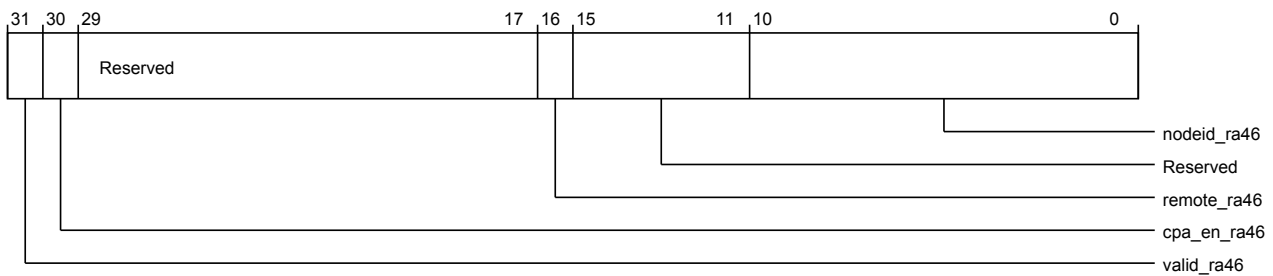 31 30 29 17 16 15 11 10 0
Reserved
nodeid_ra46
Reserved
remote_ra46
cpa_en_ra46
valid_ra46